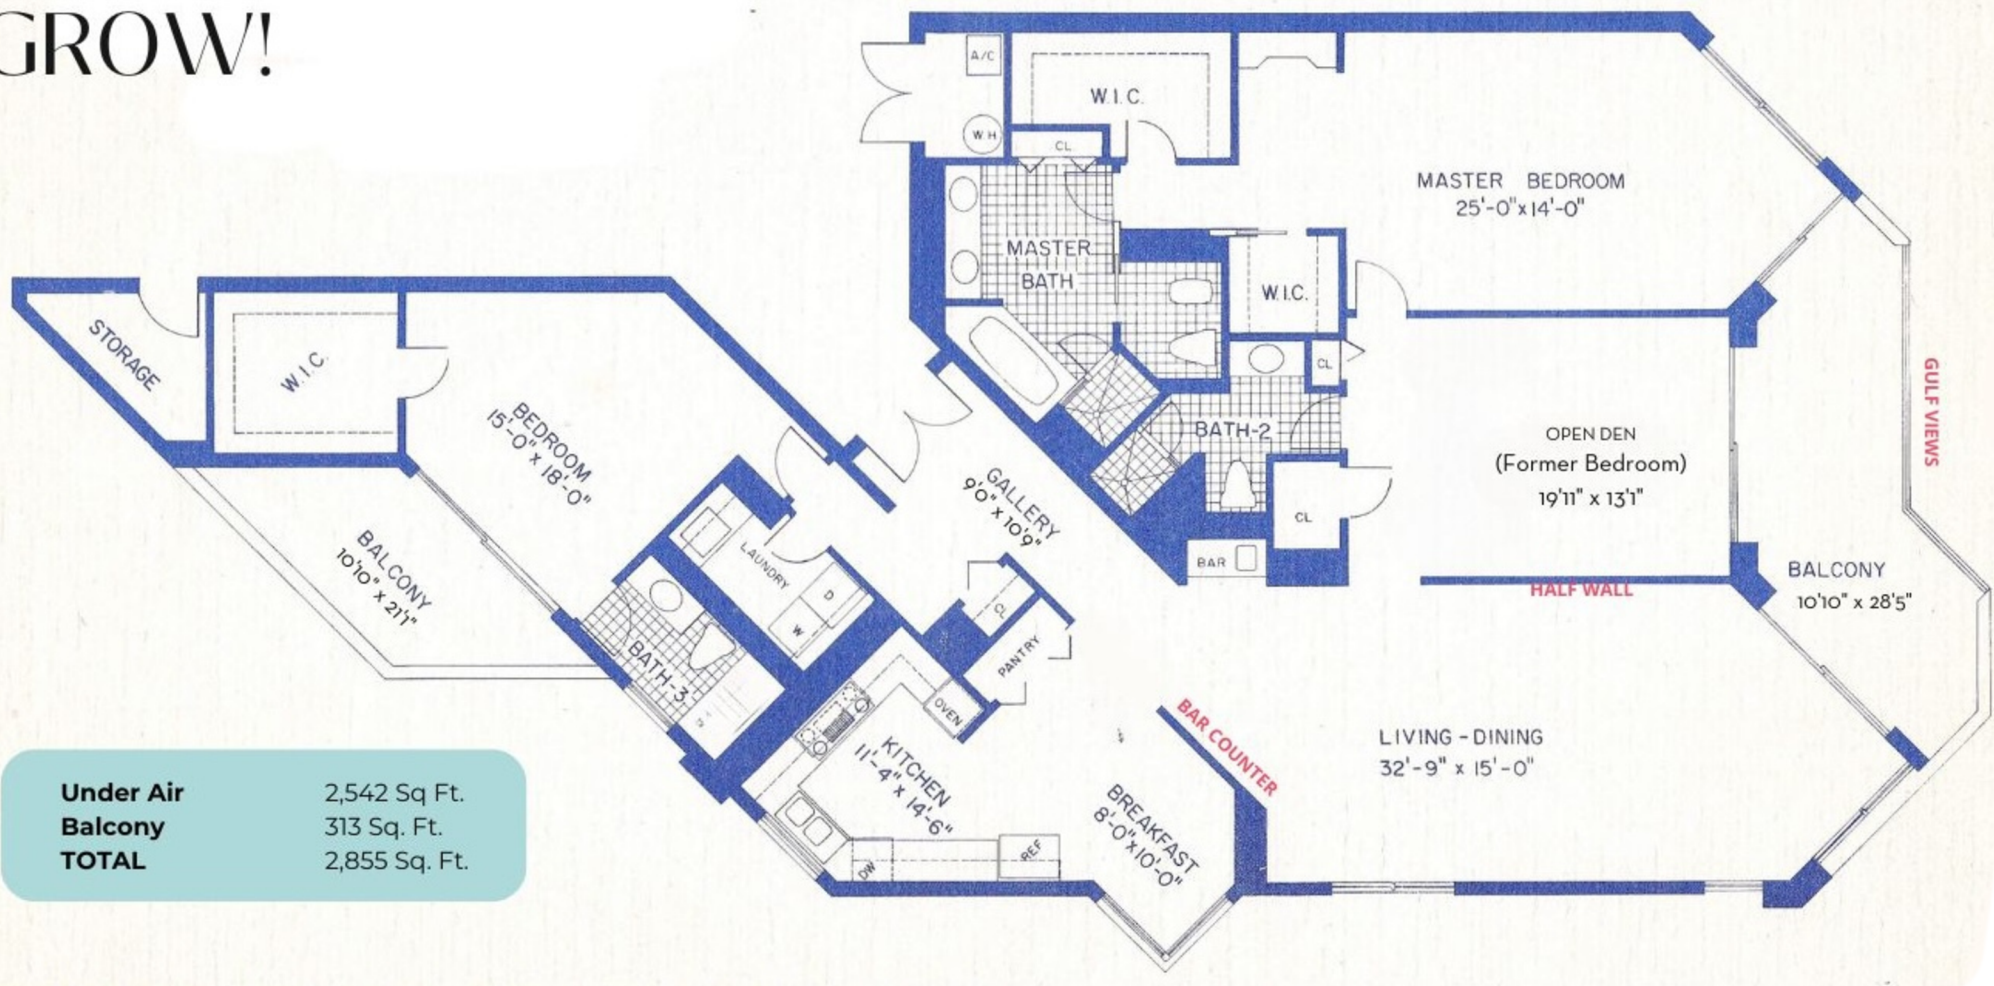 GROW!
A/C
W.H
W.I.C.
CL
MASTER BEDROOM
25'-0"x14'-0"
MASTER
BATH
W.I.C.
CL
STORAGE
W.I.C.
BEDROOM
15'-0" x 18'-0"
BATH-2
CL
OPEN DEN
(Former Bedroom)
19'11" x 13'1"
GULF VIEWS
GALLERY
9'0" x 10'9"
BAR
BALCONY
10'10" x 21'1"
LAUNDRY
D
W
CL
PANTRY
HALF WALL
BALCONY
10'10" x 28'5"
BATH-3
OVEN
BAR COUNTER
KITCHEN
11'-4" x 14'-6"
LIVING-DINING
32'-9" x 15'-0"
BREAKFAST
8'-0"x10'-0"
DW
REF
Under Air 2,542 Sq Ft.
Balcony 313 Sq. Ft.
TOTAL 2,855 Sq. Ft.